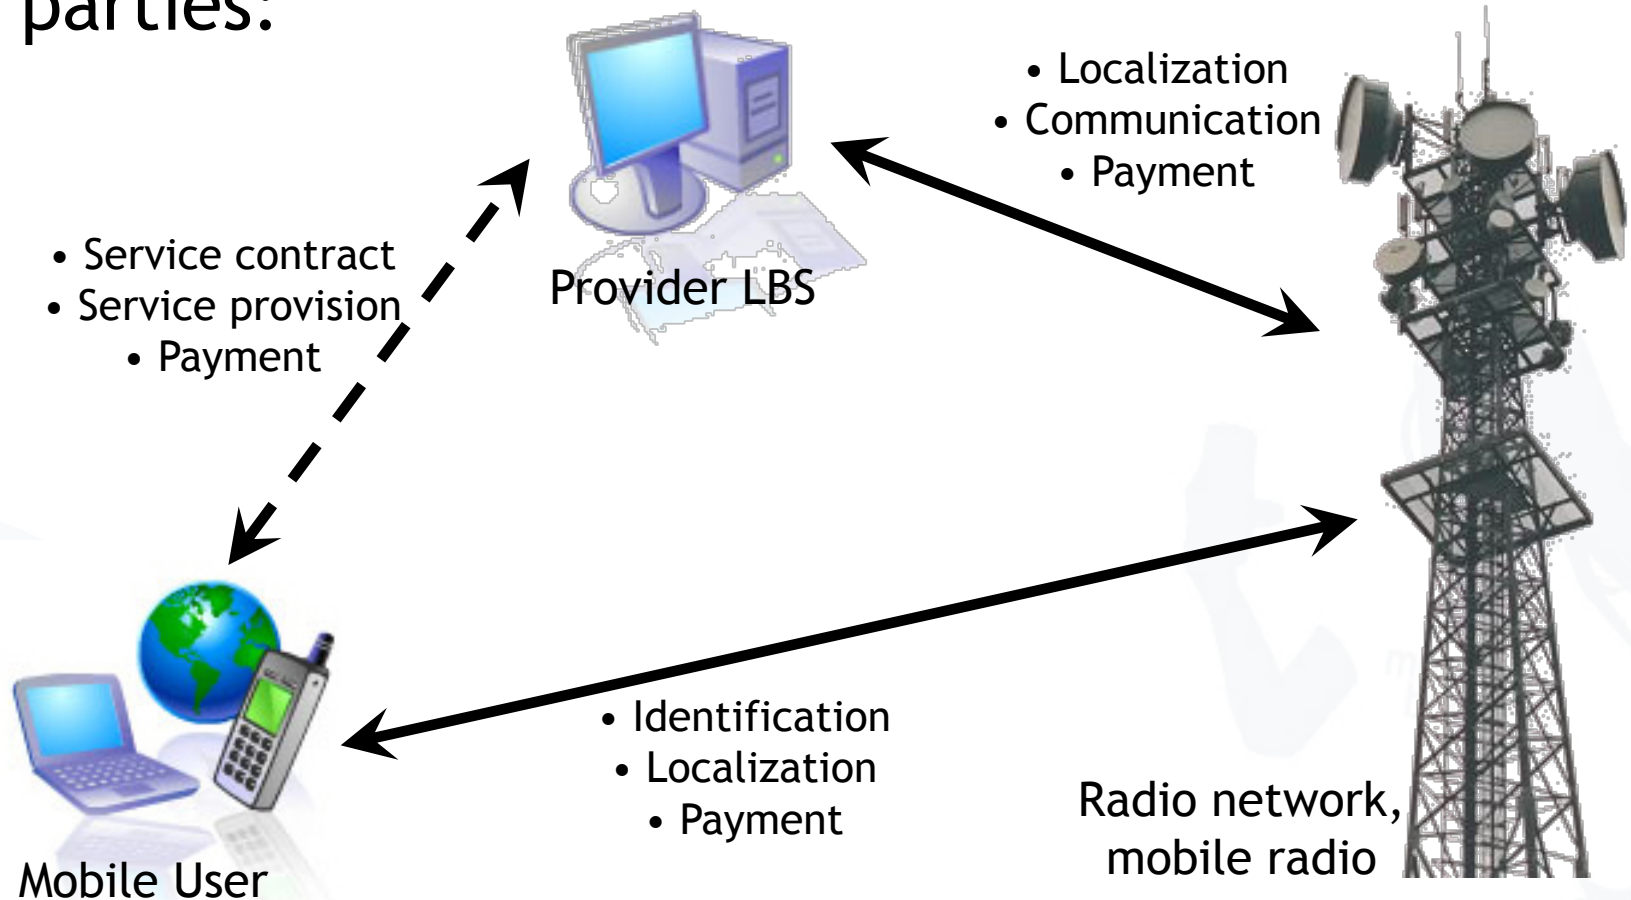 parties:
• Localization
• Communication
• Payment
• Service contract
• Service provision
• Payment
Provider LBS
• Identification
• Localization
• Payment
Radio network,
mobile radio
Mobile User